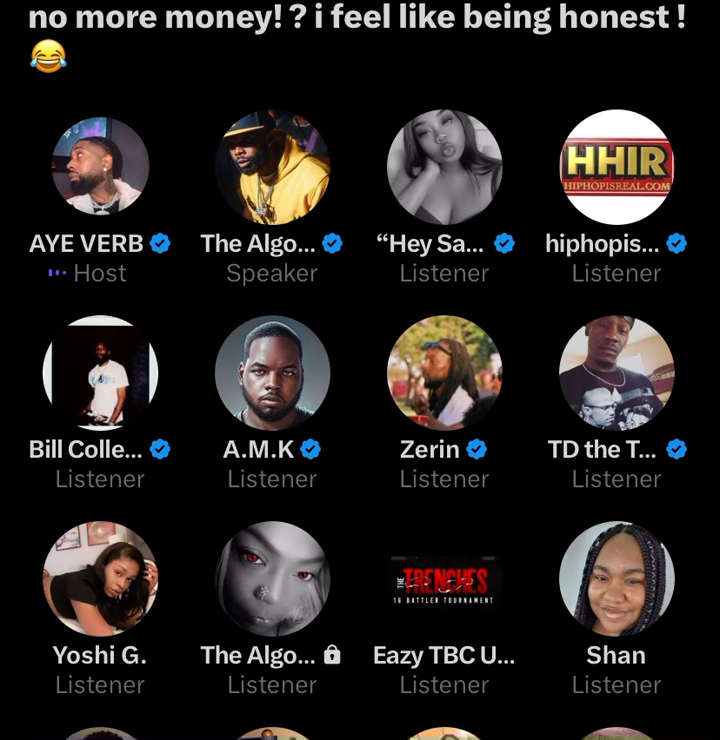 no more money! ? i feel like being honest !
😂
HHIR
HIPHOPISREAL.COM
AYE VERB
The Algo...
“Hey Sa...
hiphopis...
Host
Speaker
Listener
Listener
Bill Colle...
A.M.K
Zerin
TD the T...
Listener
Listener
Listener
Listener
THE TRENCHES
16 BATTLER TOURNAMENT
Yoshi G.
The Algo...
Eazy TBC U...
Shan
Listener
Listener
Listener
Listener